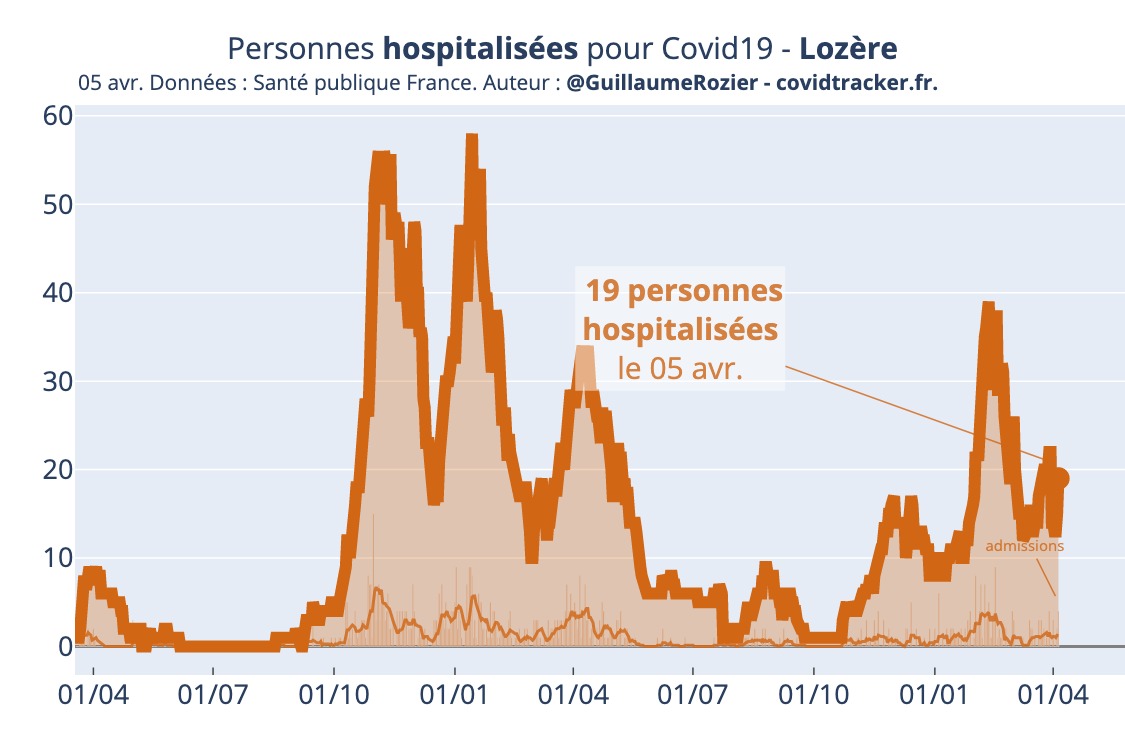 Personnes hospitalisées pour Covid19 - Lozère
05 avr. Données : Santé publique France. Auteur : @GuillaumeRozier - covidtracker.fr.
60
50
40
30
20
10
0
19 personnes
hospitalisées
le 05 avr.
admissions
01/04 01/07 01/10 01/01 01/04 01/07 01/10 01/01 01/04